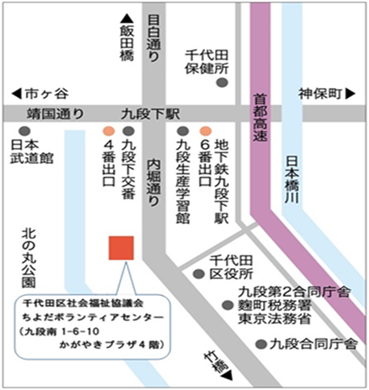 ▲飯田橋
目白通り
千代田
保健所
◀市ヶ谷
神保町▶
首都高速
靖国通り
九段下駅
日本
武道館
4番出口
九段下交番
内堀通り
九段生産学習館
6番出口
地下鉄九段下駅
日本橋川
北の丸公園
千代田
区役所
千代田区社会福祉協議会
ちよだボランティアセンター
(九段南 1-6-10
かがやきプラザ4階)
九段第2合同庁舎
麴町税務署
東京法務省
九段合同庁舎
竹橋▼